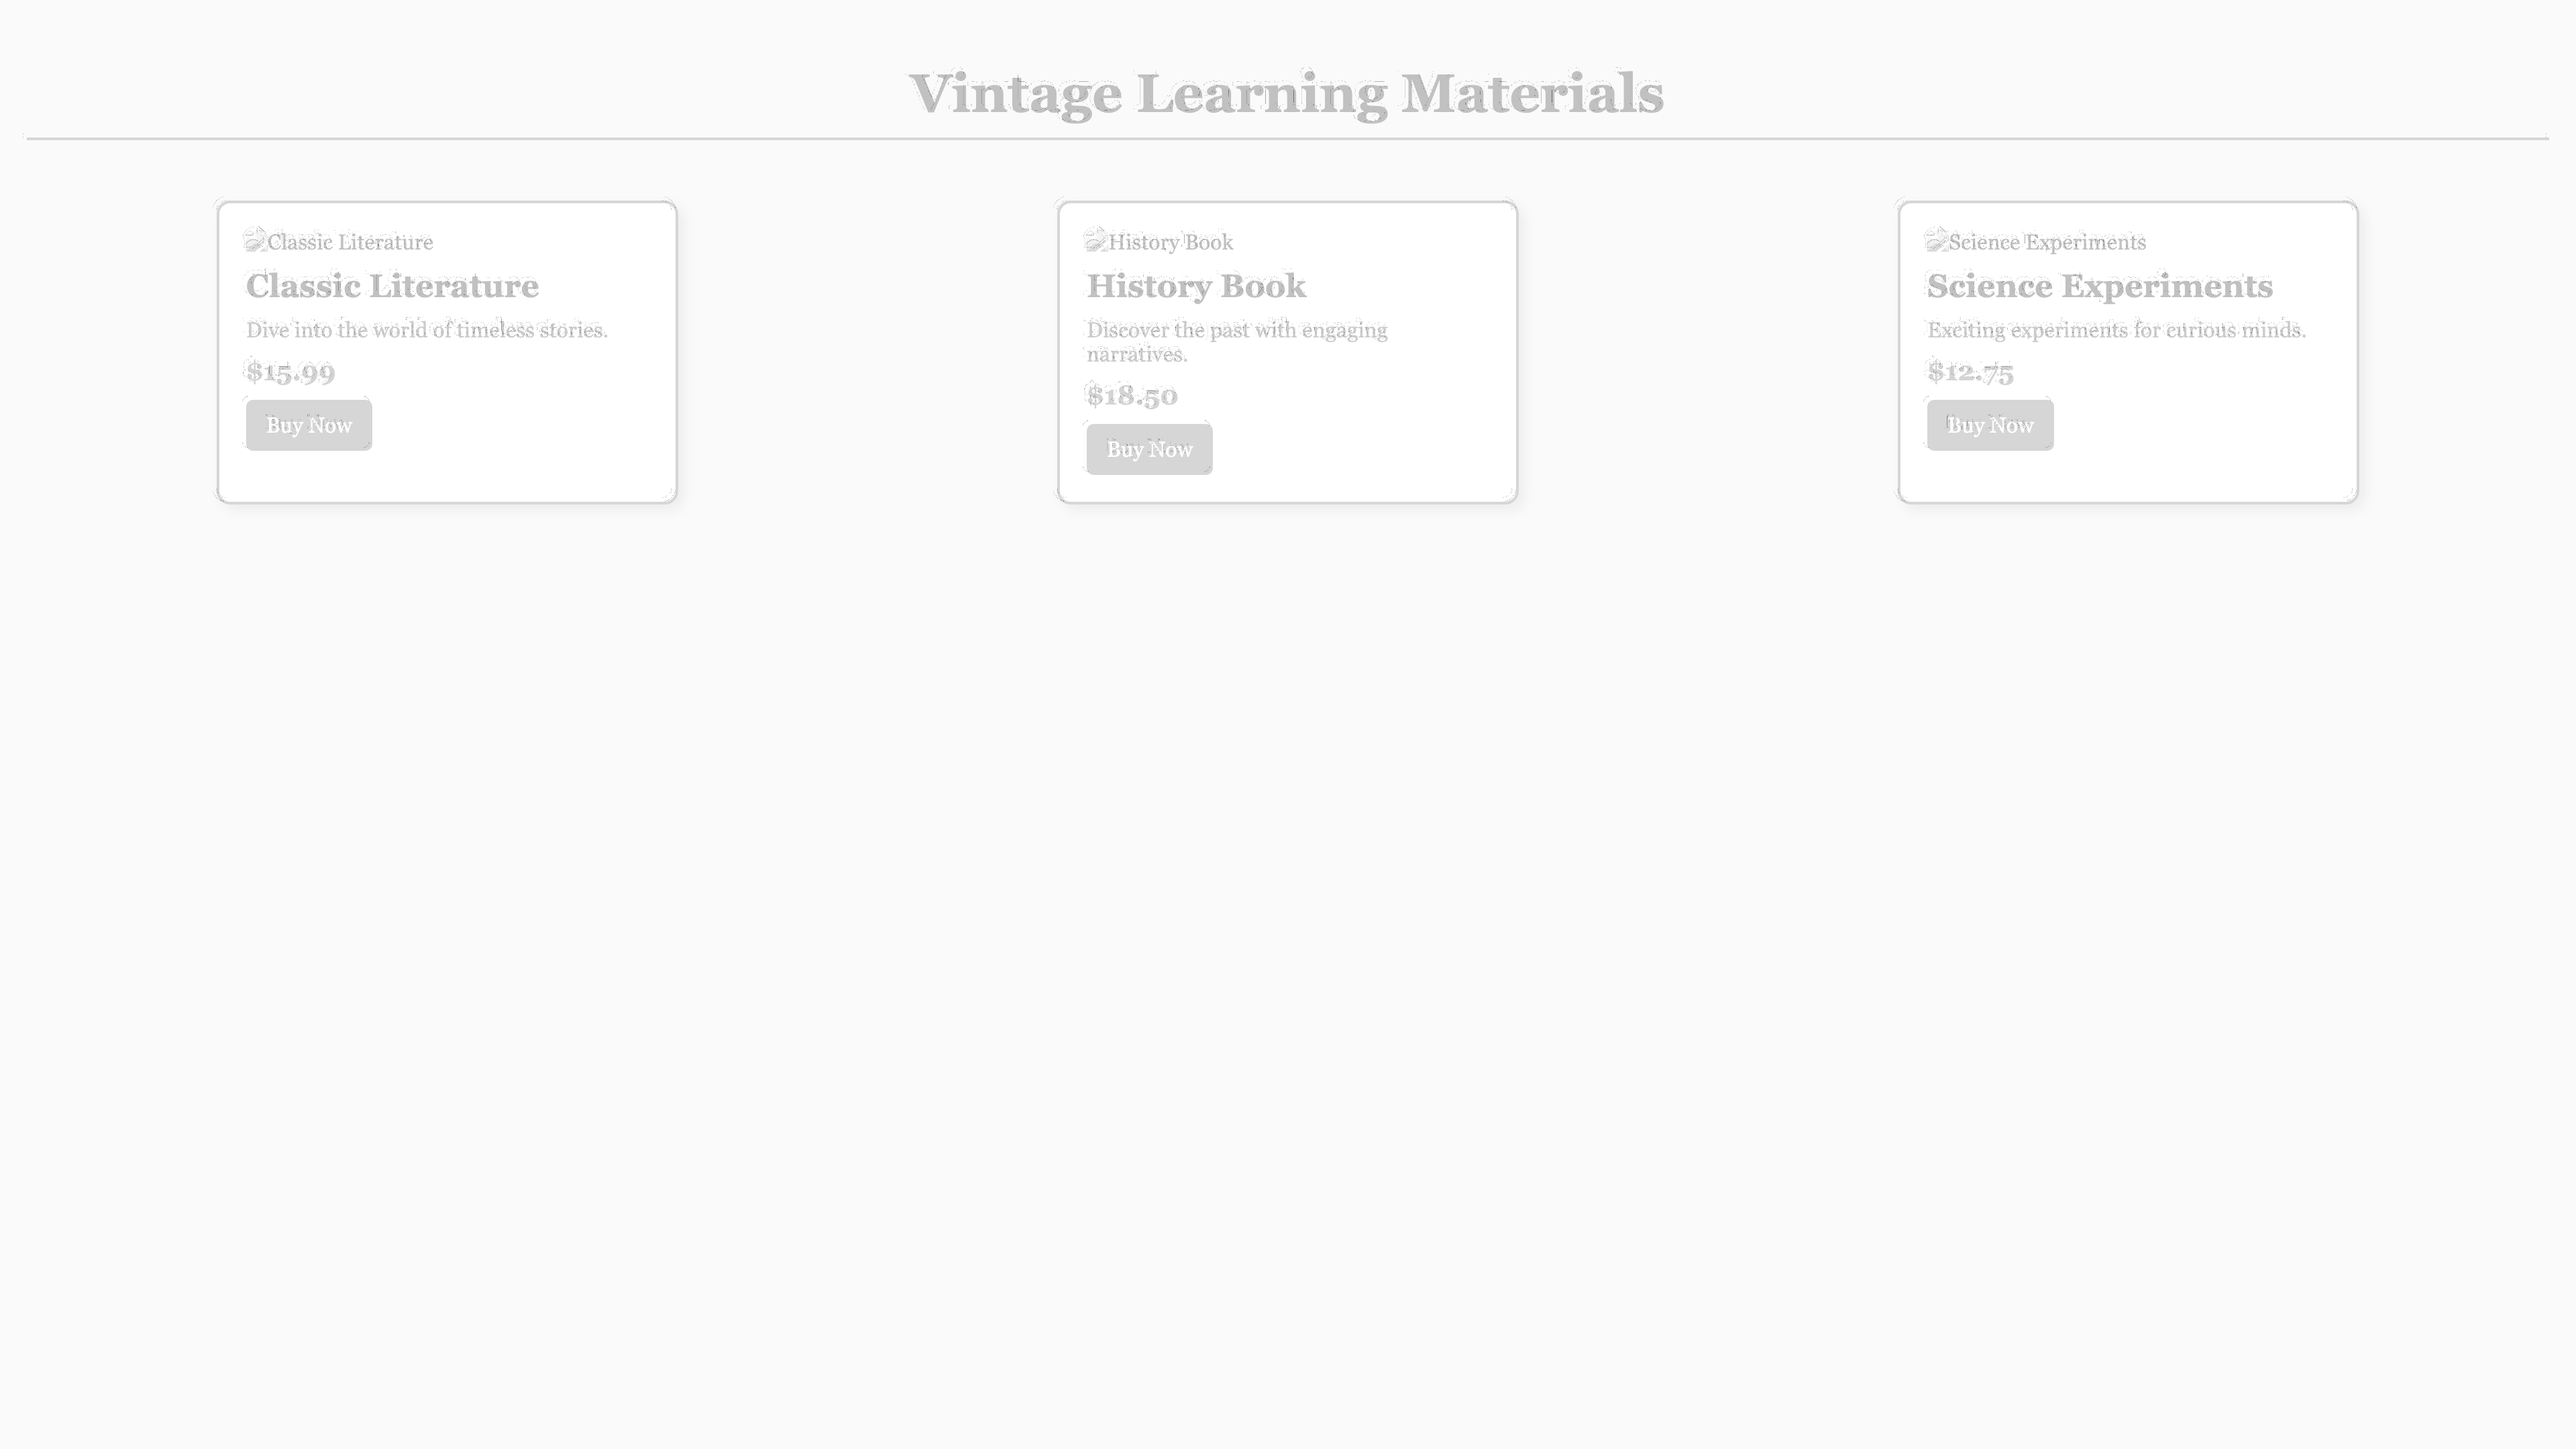 Vintage Learning Materials
Classic Literature
Classic Literature
Dive into the world of timeless stories.
$15.99
Buy Now
History Book
History Book
Discover the past with engaging
narratives.
$18.50
Buy Now
Science Experiments
Science Experiments
Exciting experiments for curious minds.
$12.75
Buy Now